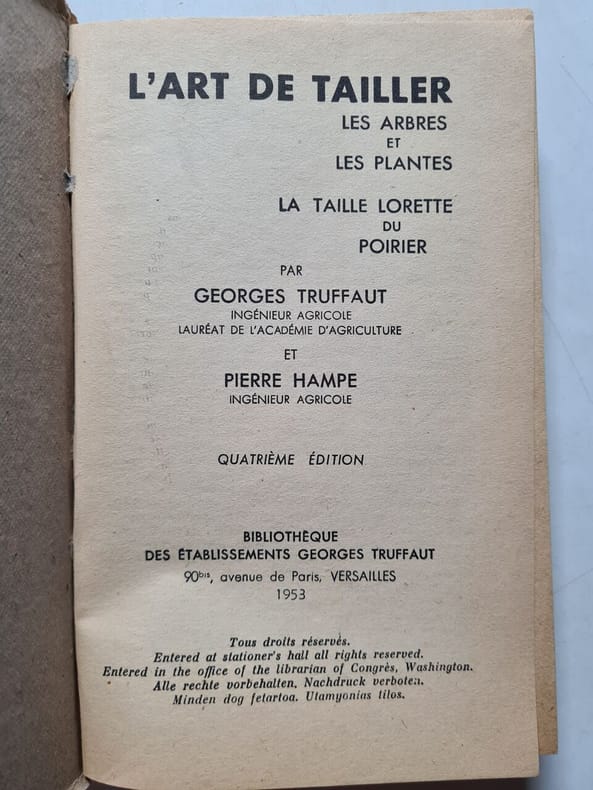 L'ART DE TAILLER
LES ARBRES
ET
LES PLANTES
LA TAILLE LORETTE
DU
POIRIER
PAR
GEORGES TRUFFAUT
INGÉNIEUR AGRICOLE
LAURÉAT DE L'ACADÉMIE D'AGRICULTURE
ET
PIERRE HAMPE
INGÉNIEUR AGRICOLE
QUATRIÈME ÉDITION
BIBLIOTHÈQUE
DES ÉTABLISSEMENTS GEORGES TRUFFAUT
90bis, avenue de Paris, VERSAILLES
1953
Tous droits réservés.
Entered at stationer's hall all rights reserved.
Entered in the office of the librarian of Congrès, Washington.
Alle rechte vorbehalten. Nachdruck verboten.
Minden dog fetartoa. Utamyonias tilos.